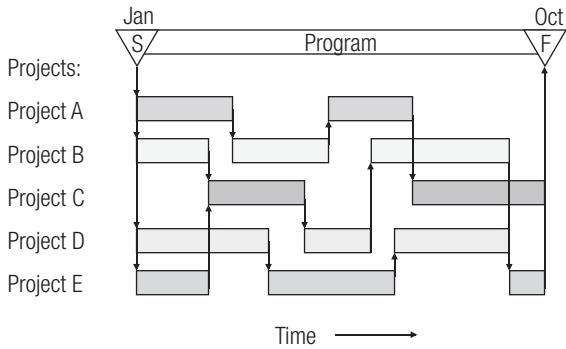 Jan
Oct
S
Program
F
Projects:
Project A
Project B
Project C
Project D
Project E
Time